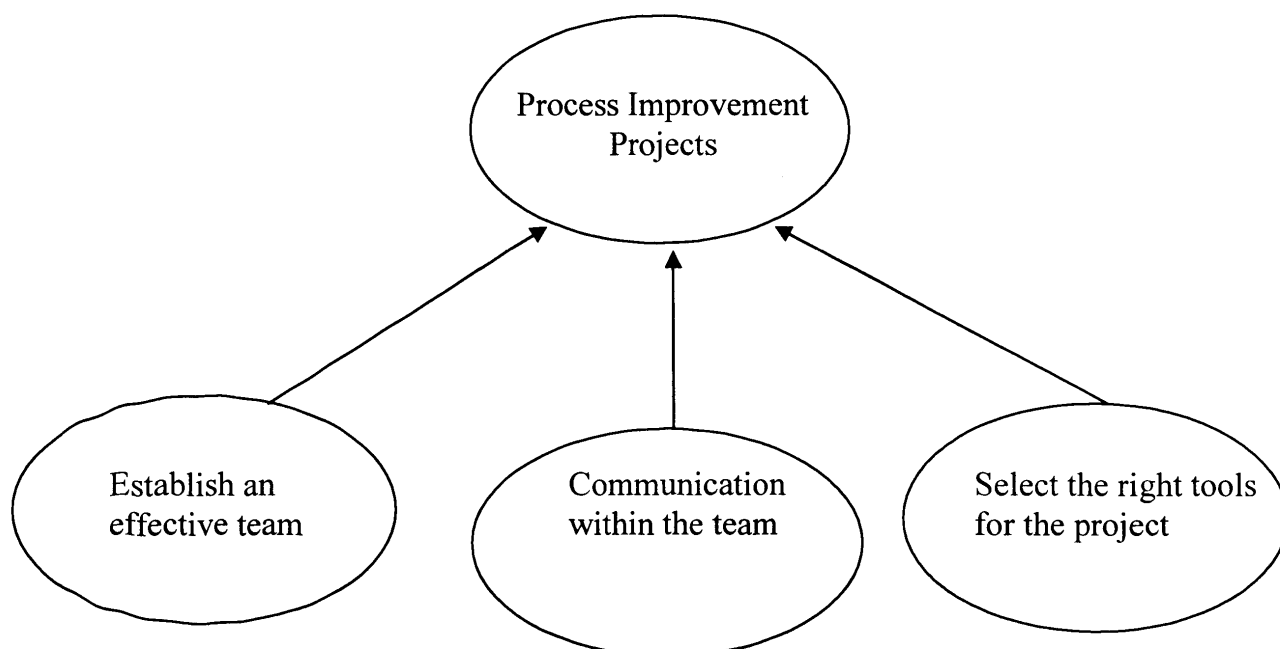 Process Improvement
Projects
Establish an
effective team
Communication
within the team
Select the right tools
for the project